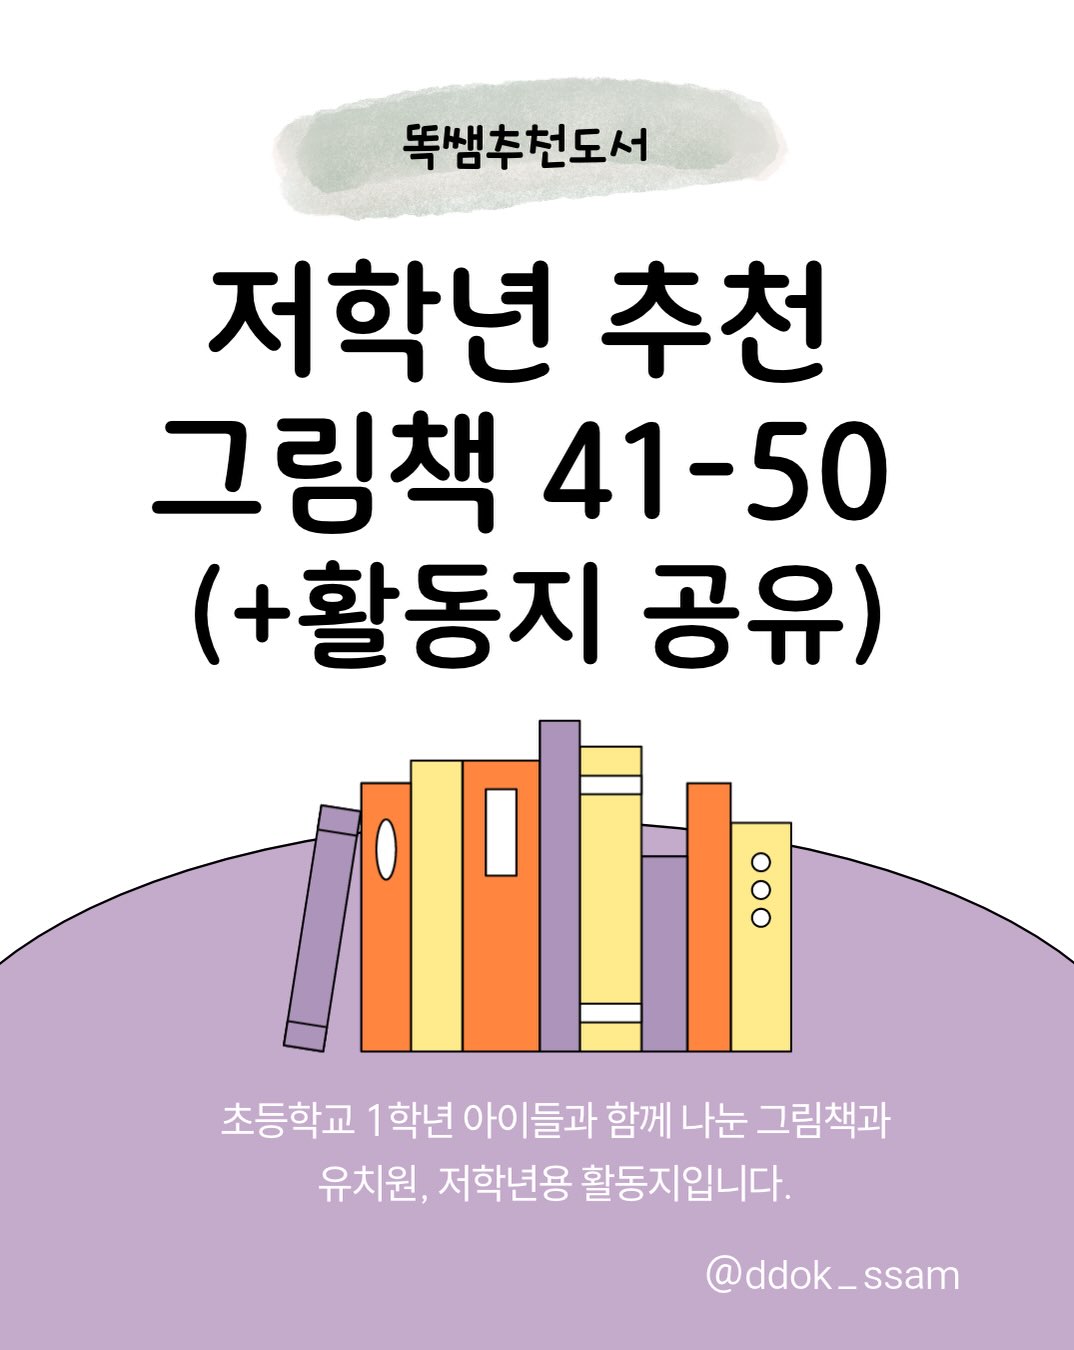 똑쌤추천도서
저학년 추천
그림책 41-50
(+활동지 공유)
초등학교 1학년 아이들과 함께 나눈 그림책과
유치원, 저학년용 활동지입니다.
@ddok_ssam